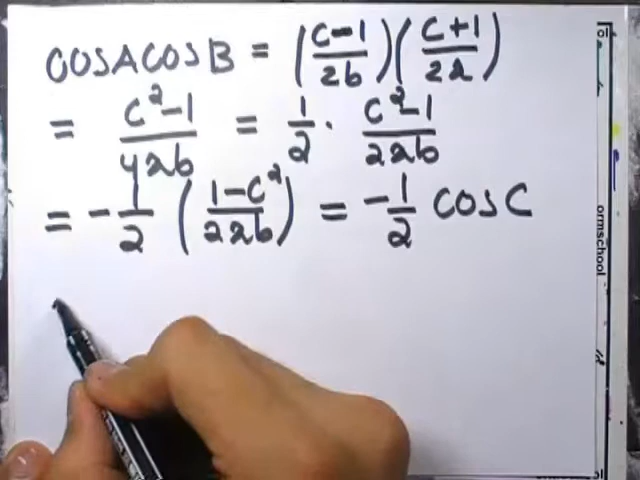 cosAcosB = (c-1/2b)(c+1/2a)
= c²-1/4ab = 1/2 · c²-1/2ab
= -1/2 (1-c²/2ab) = -1/2 cosC
ormschool